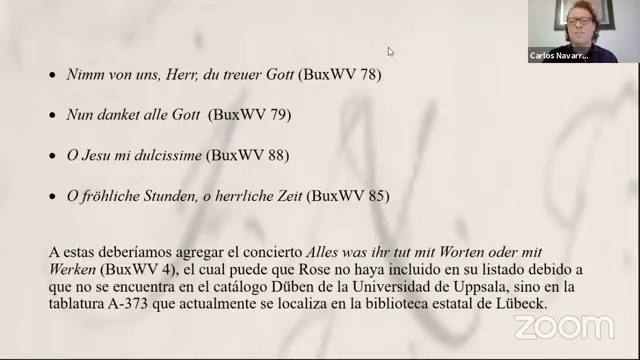 Carlos Navarr...
• Nimm von uns, Herr, du treuer Gott (BuxWV 78)
• Nun danket alle Gott (BuxWV 79)
• O Jesu mi dulcissime (BuxWV 88)
• O fröhliche Stunden, o herrliche Zeit (BuxWV 85)
A estas deberíamos agregar el concierto Alles was ihr tut mit Worten oder mit
Werken (BuxWV 4), el cual puede que Rose no haya incluido en su listado debido a
que no se encuentra en el catálogo Düben de la Universidad de Uppsala, sino en la
tablatura A-373 que actualmente se localiza en la biblioteca estatal de Lübeck.
zoom